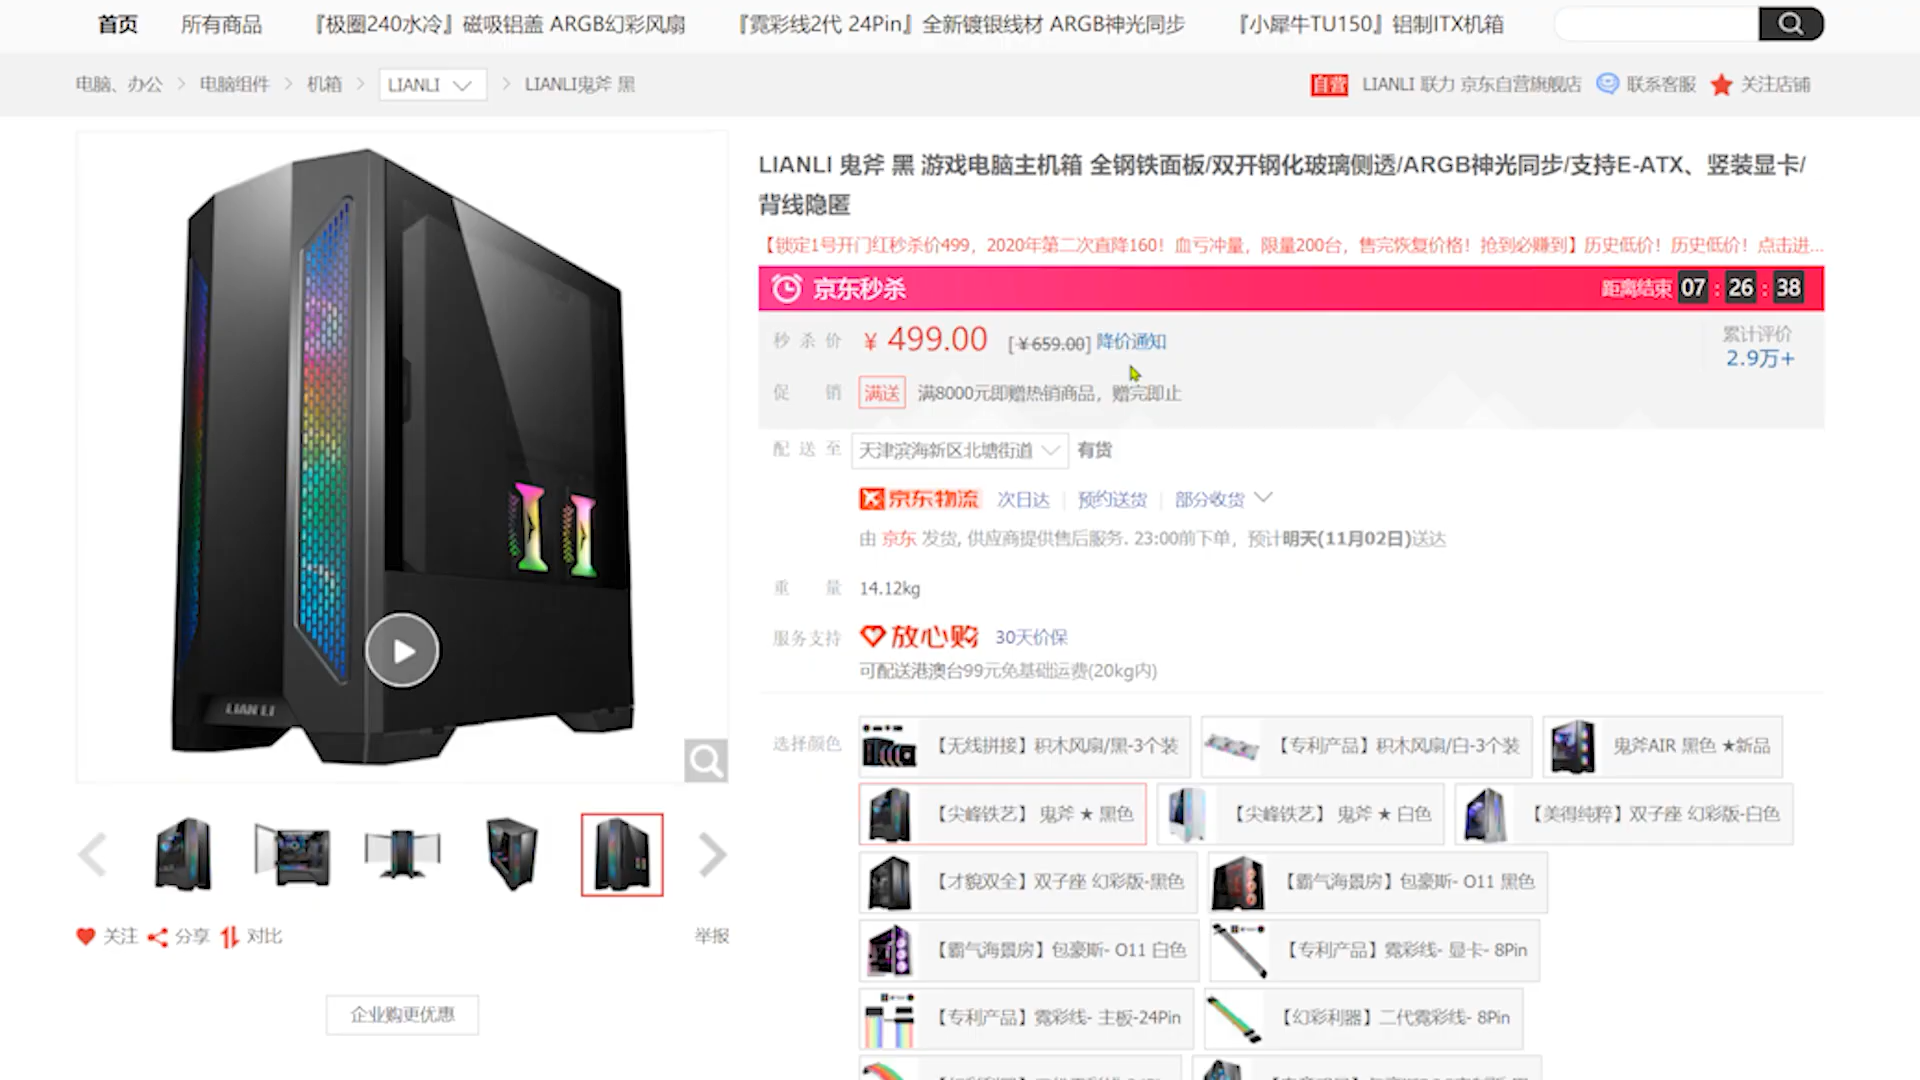 首页 所有商品 『极圈240水冷』磁吸铝盖 ARGB幻彩风扇 『霓彩线2代 24Pin』全新镀银线材 ARGB神光同步 『小犀牛TU150』铝制ITX机箱
电脑、办公 > 电脑组件 > 机箱 > LIANLI > LIANLI鬼斧 黑
自营 LIANLI 联力 京东自营旗舰店 联系客服 关注店铺
LIANLI 鬼斧 黑 游戏电脑主机箱 全钢铁面板/双开钢化玻璃侧透/ARGB神光同步/支持E-ATX、竖装显卡/
背线隐匿
【锁定1号开门红秒杀价499，2020年第二次直降160！血亏冲量，限量200台，售完恢复价格！抢到必赚到】历史低价！历史低价！点击进...
京东秒杀 距离结束 07 : 26 : 38
秒杀价 ¥ 499.00 [¥659.00] 降价通知
累计评价
2.9万+
促销 满送 满8000元即赠热销商品，赠完即止
配送至 天津滨海新区北塘街道 有货
京东物流 次日达 | 预约送货 | 部分收货
由 京东 发货, 供应商提供售后服务. 23:00前下单，预计明天(11月02日)送达
重量 14.12kg
服务支持 放心购 30天价保
可配送港澳台99元免基础运费(20kg内)
LIAN LI
选择颜色 【无线拼接】积木风扇/黑-3个装 【专利产品】积木风扇/白-3个装 鬼斧AIR 黑色 ★新品
【尖峰铁艺】 鬼斧 ★ 黑色 【尖峰铁艺】 鬼斧 ★ 白色 【美得纯粹】双子座 幻彩版-白色
【才貌双全】双子座 幻彩版-黑色 【霸气海景房】包豪斯- O11 黑色
【霸气海景房】包豪斯- O11 白色 【专利产品】霓彩线- 显卡- 8Pin
【专利产品】霓彩线- 主板-24Pin 【幻彩利器】二代霓彩线- 8Pin
关注 分享 对比 举报
企业购更优惠